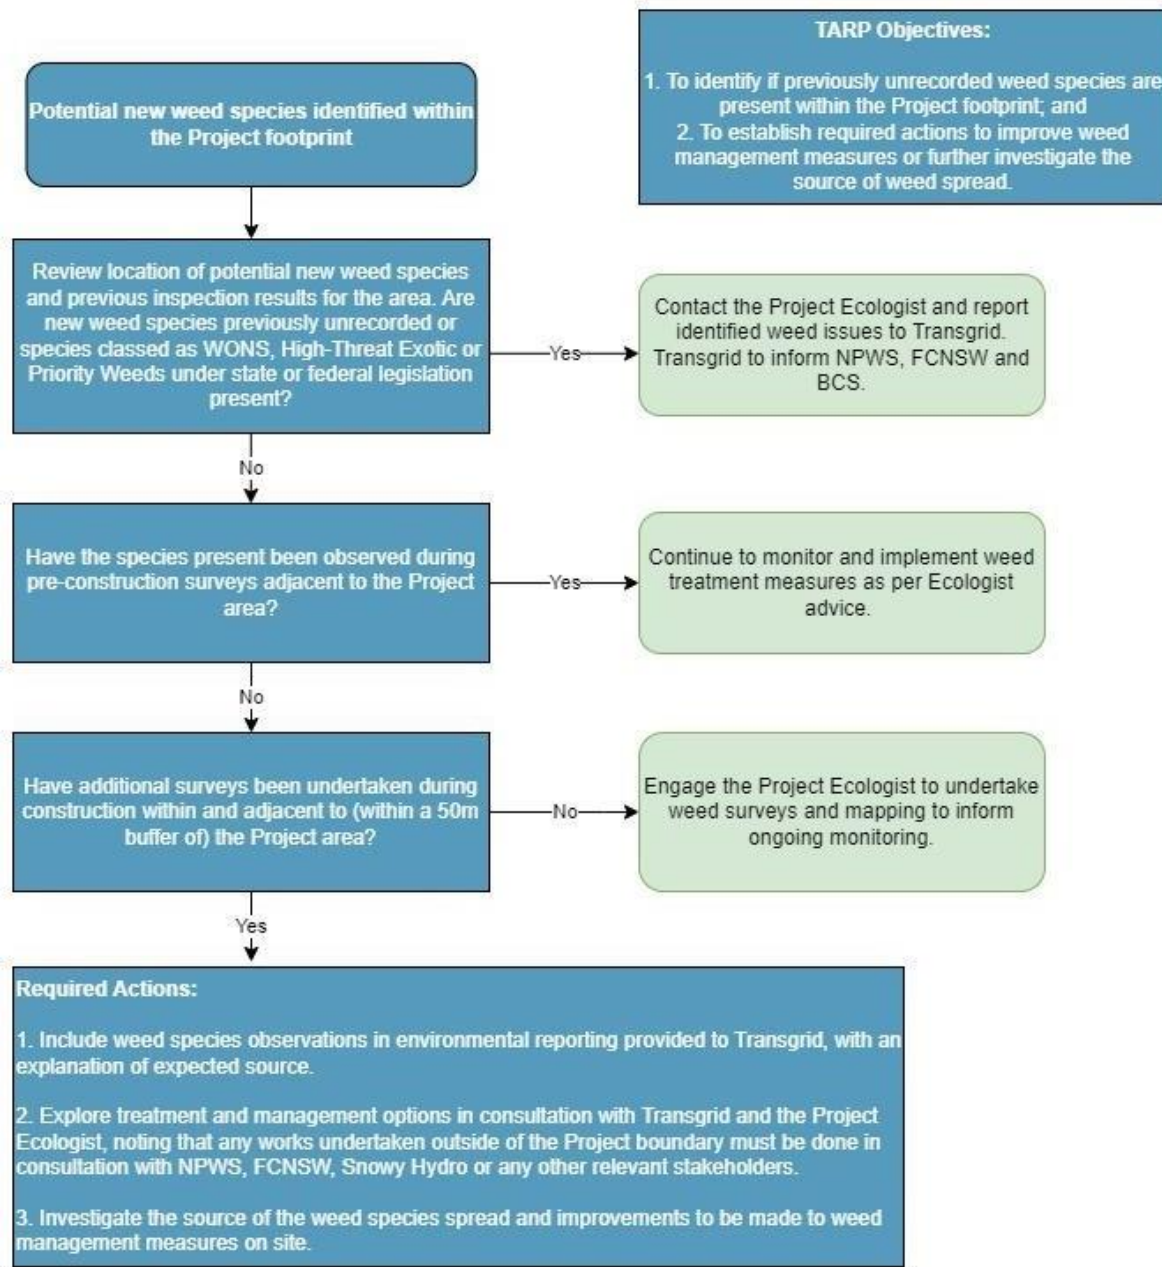 TARP Objectives:
1. To identify if previously unrecorded weed species are
present within the Project footprint; and
2. To establish required actions to improve weed
management measures or further investigate the
source of weed spread.
Potential new weed species identified within
the Project footprint
Review location of potential new weed species
and previous inspection results for the area. Are
new weed species previously unrecorded or
species classed as WONS, High-Threat Exotic or
Priority Weeds under state or federal legislation
present?
Yes
Contact the Project Ecologist and report
identified weed issues to Transgrid.
Transgrid to inform NPWS, FCNSW and
BCS.
No
Have the species present been observed during
pre-construction surveys adjacent to the Project
area?
Yes
Continue to monitor and implement weed
treatment measures as per Ecologist
advice.
No
Have additional surveys been undertaken during
construction within and adjacent to (within a 50m
buffer of) the Project area?
No
Engage the Project Ecologist to undertake
weed surveys and mapping to inform
ongoing monitoring.
Yes
Required Actions:
1. Include weed species observations in environmental reporting provided to Transgrid, with an
explanation of expected source.
2. Explore treatment and management options in consultation with Transgrid and the Project
Ecologist, noting that any works undertaken outside of the Project boundary must be done in
consultation with NPWS, FCNSW, Snowy Hydro or any other relevant stakeholders.
3. Investigate the source of the weed species spread and improvements to be made to weed
management measures on site.